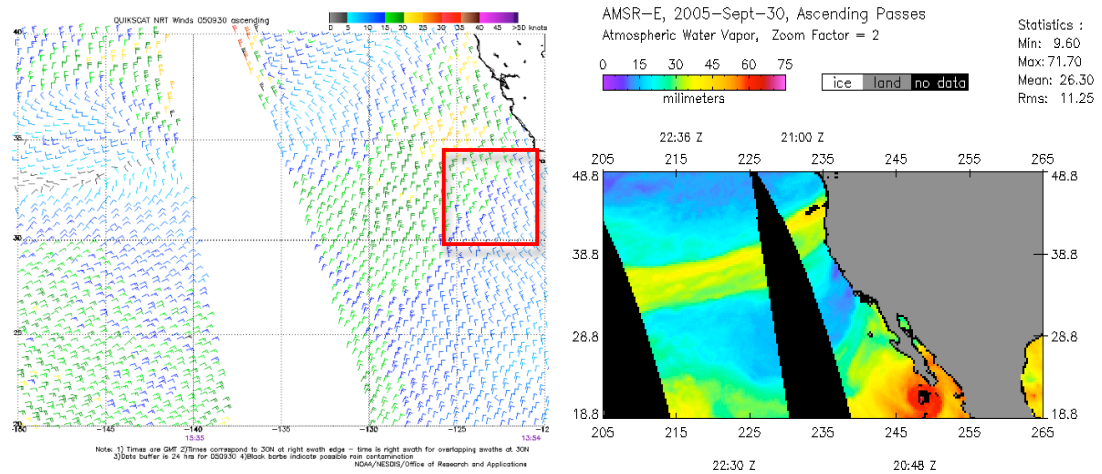 QUIKSCAT NRT Winds 050930 ascending
0 5 10 15 20 25 30 35 40 45 >50 knots
40
35
30
25
20
-150 -145 -140 -135 -130 -125 -12
15:35 13:54
Note: 1) Times are GMT 2)Times correspond to 30N at right swath edge - time is right swath for overlapping swaths at 30N
3)Data buffer is 24 hrs for 050930 4)Black barbs indicate possible rain contamination
NOAA/NESDIS/Office of Research and Applications
AMSR-E, 2005-Sept-30, Ascending Passes
Atmospheric Water Vapor, Zoom Factor = 2
0 15 30 45 60 75
milimeters
ice land no data
Statistics :
Min: 9.60
Max: 71.70
Mean: 26.30
Rms: 11.25
22:36 Z 21:00 Z
205 215 225 235 245 255 265
48.8 48.8
38.8 38.8
28.8 28.8
18.8 18.8
205 215 225 235 245 255 265
22:30 Z 20:48 Z